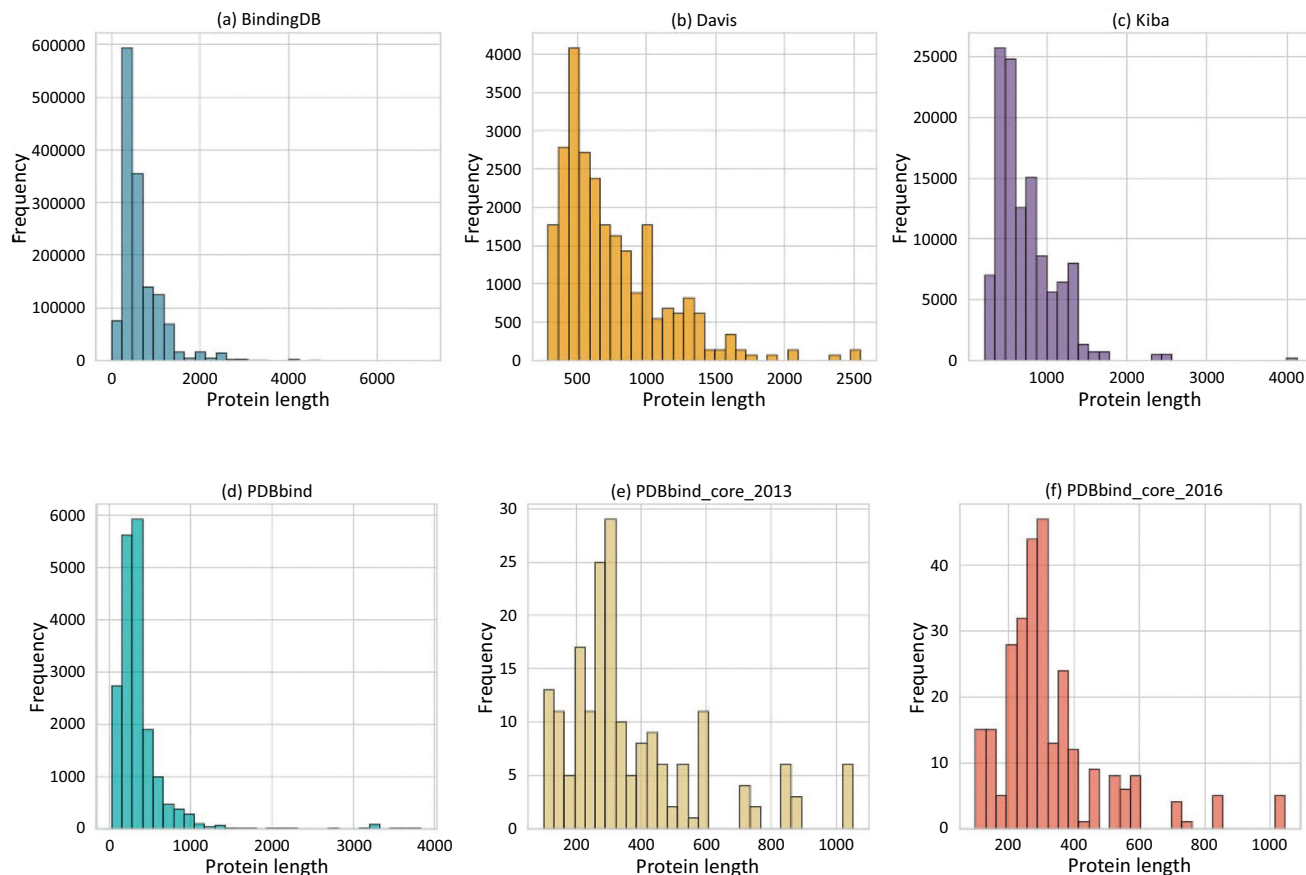 (a) BindingDB
600000
500000
400000
300000
200000
100000
0
0 2000 4000 6000
Frequency
Protein length
(b) Davis
4000
3500
3000
2500
2000
1500
1000
500
0
500 1000 1500 2000 2500
Frequency
Protein length
(c) Kiba
25000
20000
15000
10000
5000
0
1000 2000 3000 4000
Frequency
Protein length
(d) PDBbind
6000
5000
4000
3000
2000
1000
0
0 1000 2000 3000 4000
Frequency
Protein length
(e) PDBbind_core_2013
30
25
20
15
10
5
0
200 400 600 800 1000
Frequency
Protein length
(f) PDBbind_core_2016
40
30
20
10
0
200 400 600 800 1000
Frequency
Protein length